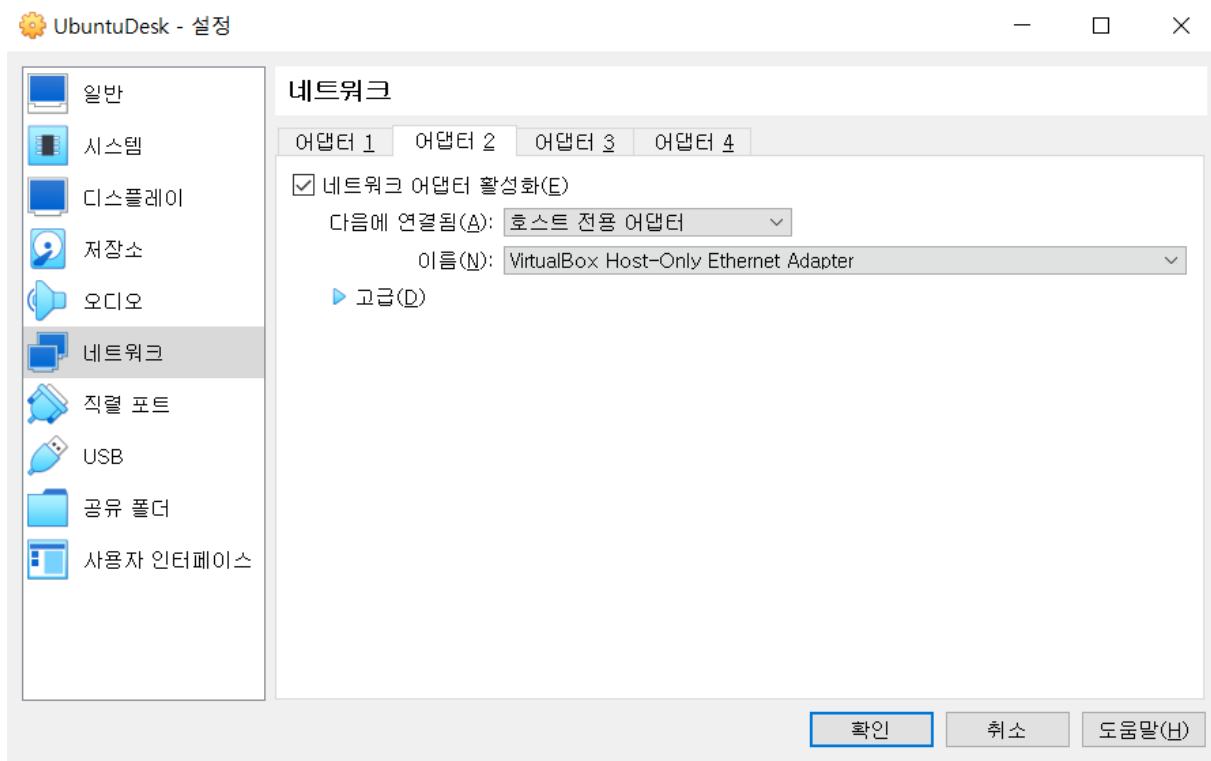 UbuntuDesk - 설정
일반
시스템
디스플레이
저장소
오디오
네트워크
직렬 포트
USB
공유 폴더
사용자 인터페이스
네트워크
어댑터 1 어댑터 2 어댑터 3 어댑터 4
네트워크 어댑터 활성화(E)
다음에 연결됨(A): 호스트 전용 어댑터
이름(N): VirtualBox Host-Only Ethernet Adapter
고급(D)
확인 취소 도움말(H)